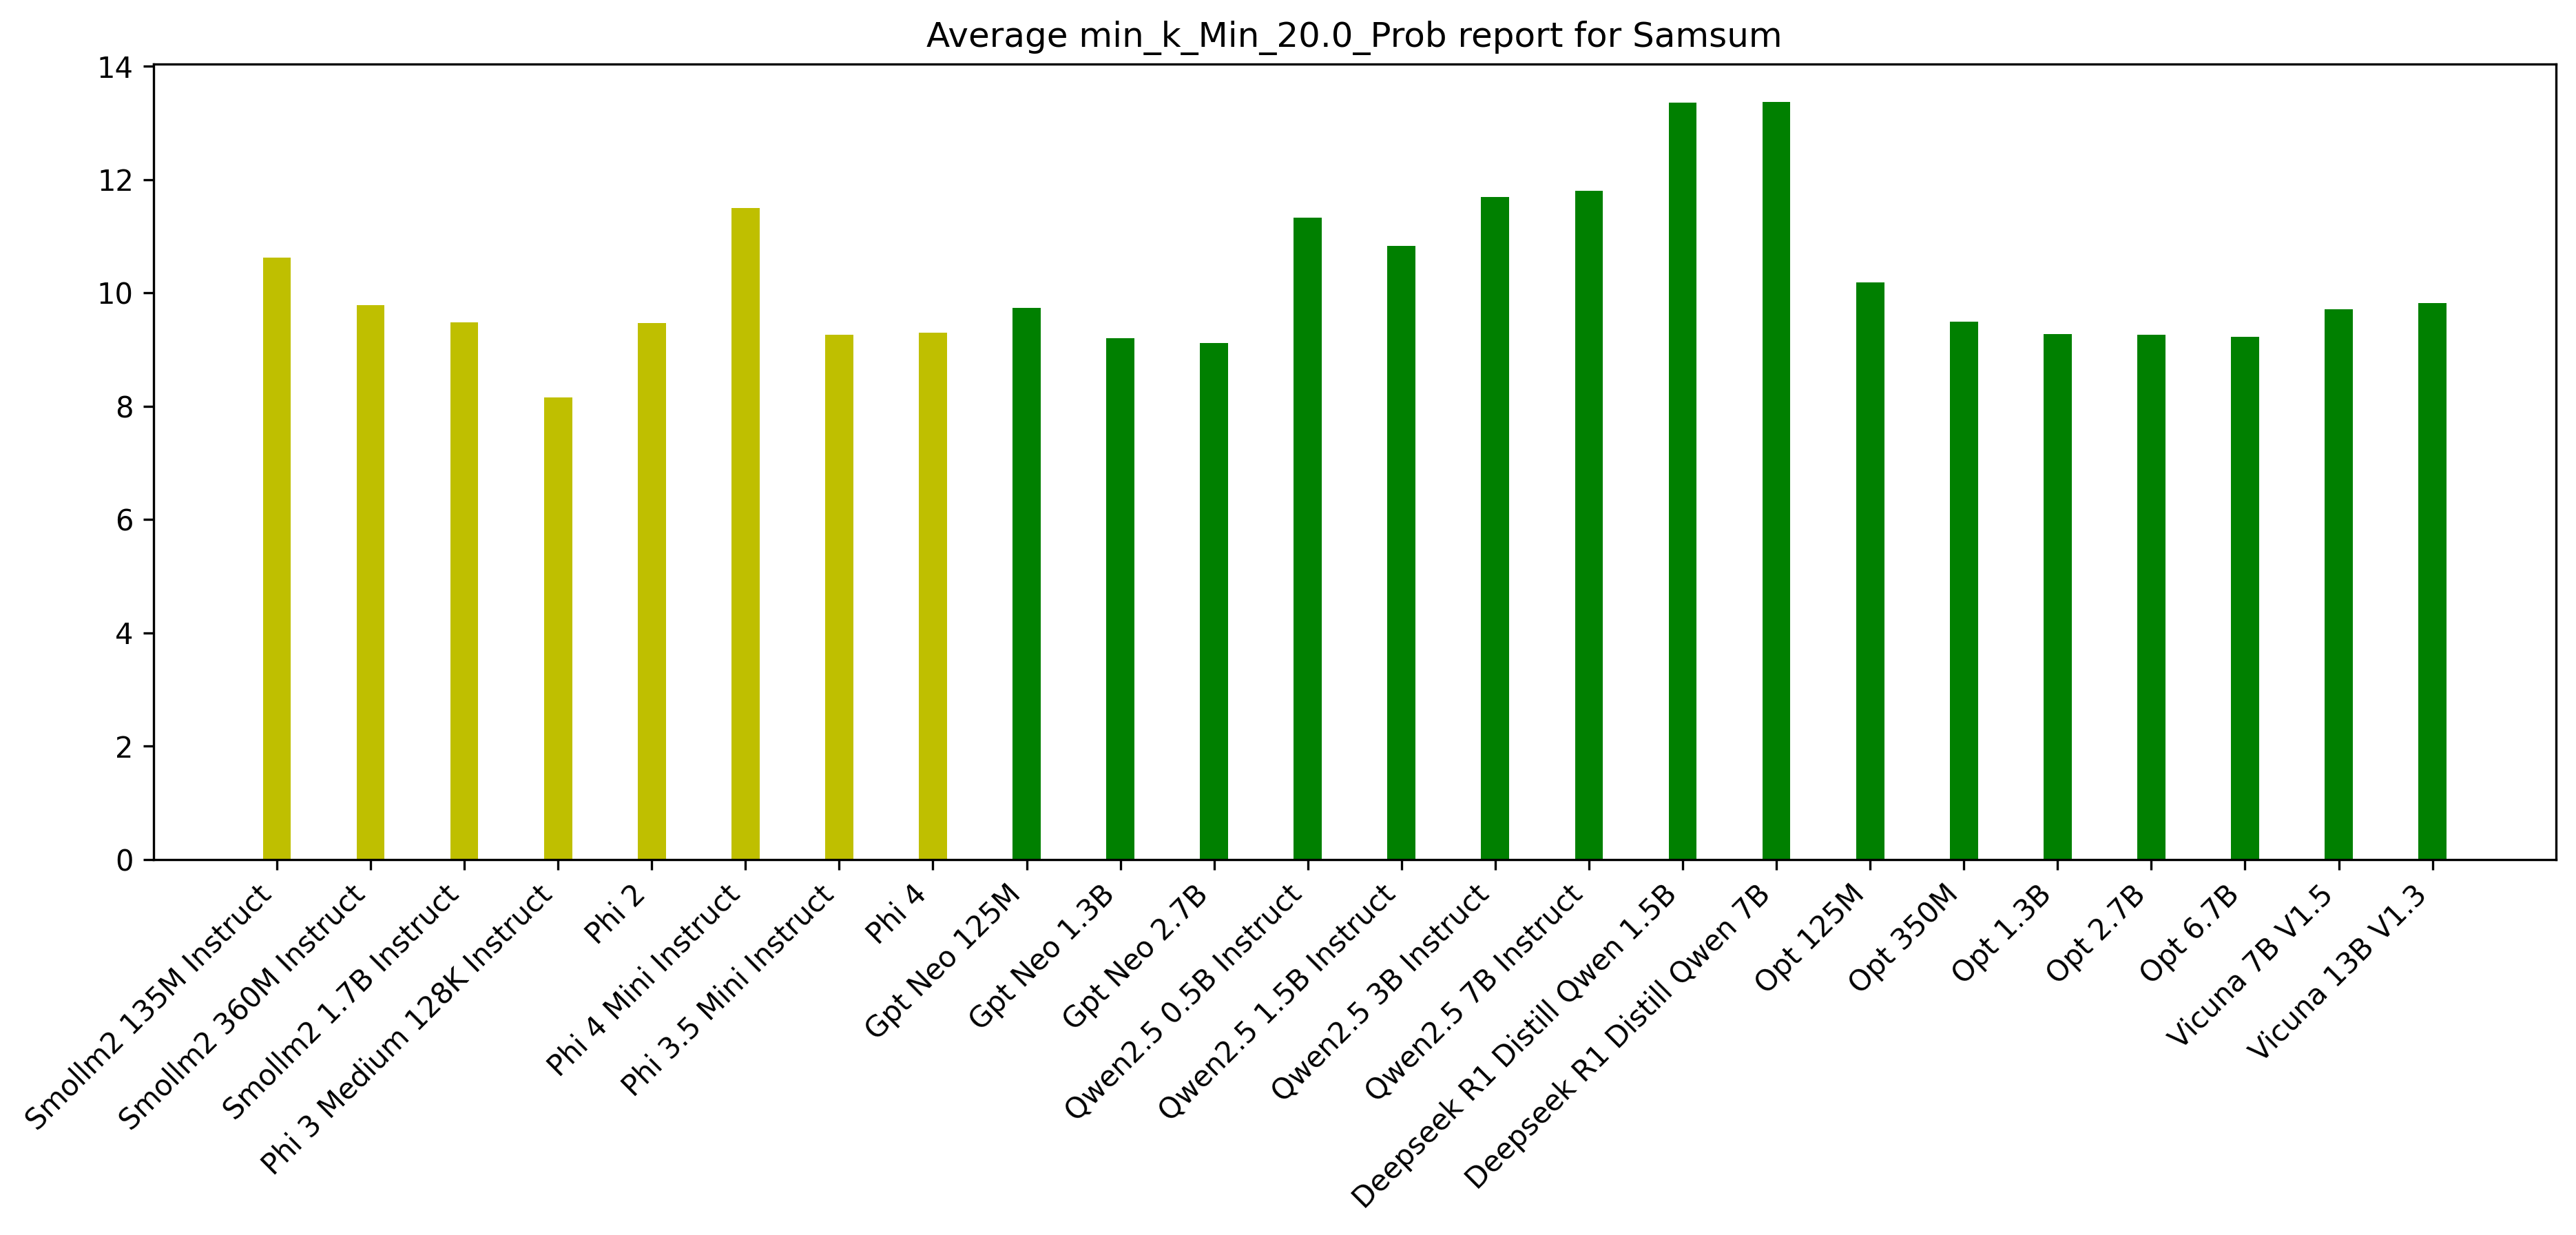 Average min_k_Min_20.0_Prob report for Samsum
14
12
10
8
6
4
2
0
Smollm2 135M Instruct
Smollm2 360M Instruct
Smollm2 1.7B Instruct
Phi 3 Medium 128K Instruct
Phi 2
Phi 4 Mini Instruct
Phi 3.5 Mini Instruct
Phi 4
Gpt Neo 125M
Gpt Neo 1.3B
Gpt Neo 2.7B
Qwen2.5 0.5B Instruct
Qwen2.5 1.5B Instruct
Qwen2.5 3B Instruct
Qwen2.5 7B Instruct
Deepseek R1 Distill Qwen 1.5B
Deepseek R1 Distill Qwen 7B
Opt 125M
Opt 350M
Opt 1.3B
Opt 2.7B
Opt 6.7B
Vicuna 7B V1.5
Vicuna 13B V1.3